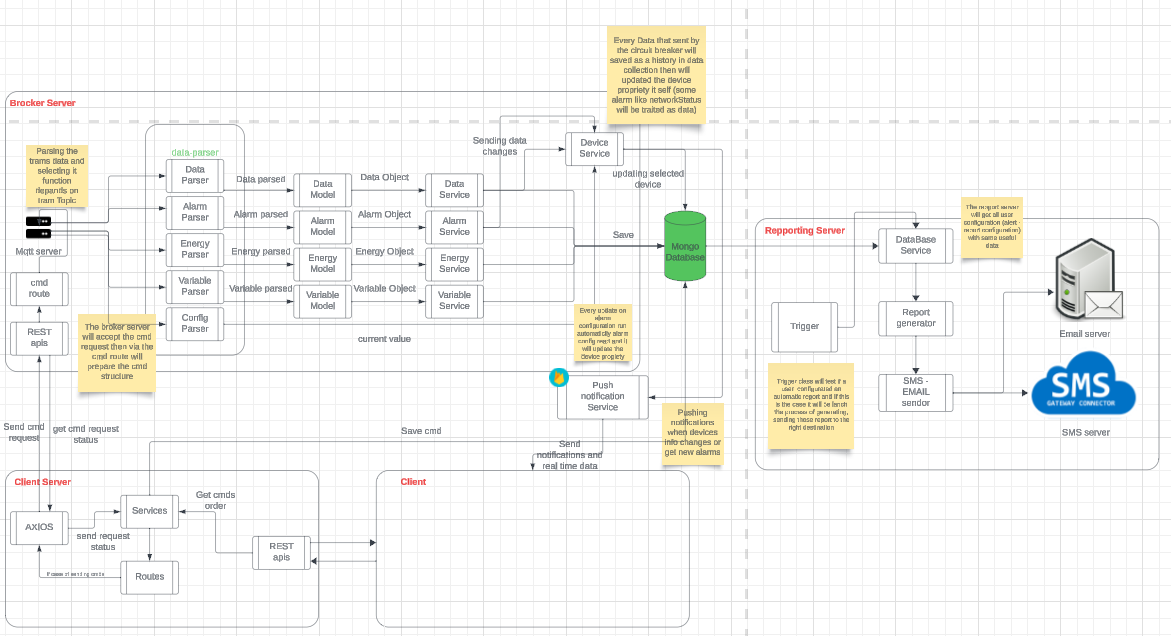 Every Data that sent by
the circuit breaker will
saved as a history in data
collection then will
updated the device
propriety it self (some
alarm like networkStatus
will be traited as data)
Brocker Server
Parsing the
trams data and
selecting it
function
depands on
tram Topic
data-parser
Data
Parser
Alarm
Parser
Energy
Parser
Variable
Parser
Config
Parser
Data parsed
Alarm parsed
Energy parsed
Variable parsed
Data
Model
Alarm
Model
Energy
Model
Variable
Model
Data Object
Alarm Object
Energy Object
Variable Object
Data
Service
Alarm
Service
Energy
Service
Variable
Service
Sending data
changes
Device
Service
updaing selected
device
Save
Mongo
Database
Mqtt server
cmd
route
REST
apis
The broker server
will accept the cmd
request then via the
cmd route will
prepare the cmd
structure
current value
Every update on
alarm
configuration run
automatically alarm
config read and it
will update the
device propiety
Push
notification
Service
Pushing
notifications
when devices
info changes or
get new alarms
Send cmd
request
get cmd request
status
Save cmd
Send
notifications and
real time data
Client Server
AXIOS
Services
send request
status
Get cmds
order
Routes
If case of sending cmds
REST
apis
Client
Repporting Server
The repport server
will get all user
configuration (alert -
report configuration)
with some useful
data
DataBase
Service
Trigger
Report
generator
SMS -
EMAIL
sendor
Trigger class will test if a
user configurated an
automatic report and if this
is the case it will be lanch
the process of generating,
sending these report to the
right destination
Email server
SMS
GATEWAY CONNECTOR
SMS server